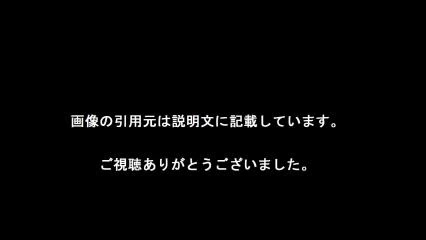 画像の引用元は説明文に記載しています。
ご視聴ありがとうございました。